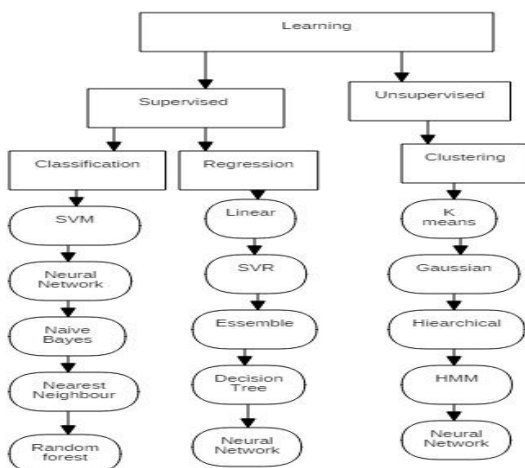 Learning
Supervised
Unsupervised
Classification
Regression
Clustering
SVM
Linear
K
means
Neural
Network
SVR
Gaussian
Naive
Bayes
Essemble
Hiearchical
Nearest
Neighbour
Decision
Tree
HMM
Random
forest
Neural
Network
Neural
Network